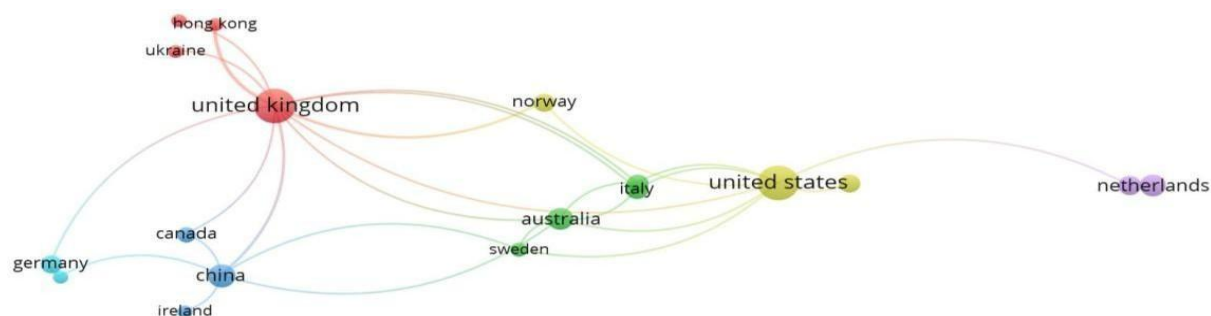 hong kong
ukraine
united kingdom
norway
italy
united states
netherlands
australia
canada
sweden
germany
china
ireland